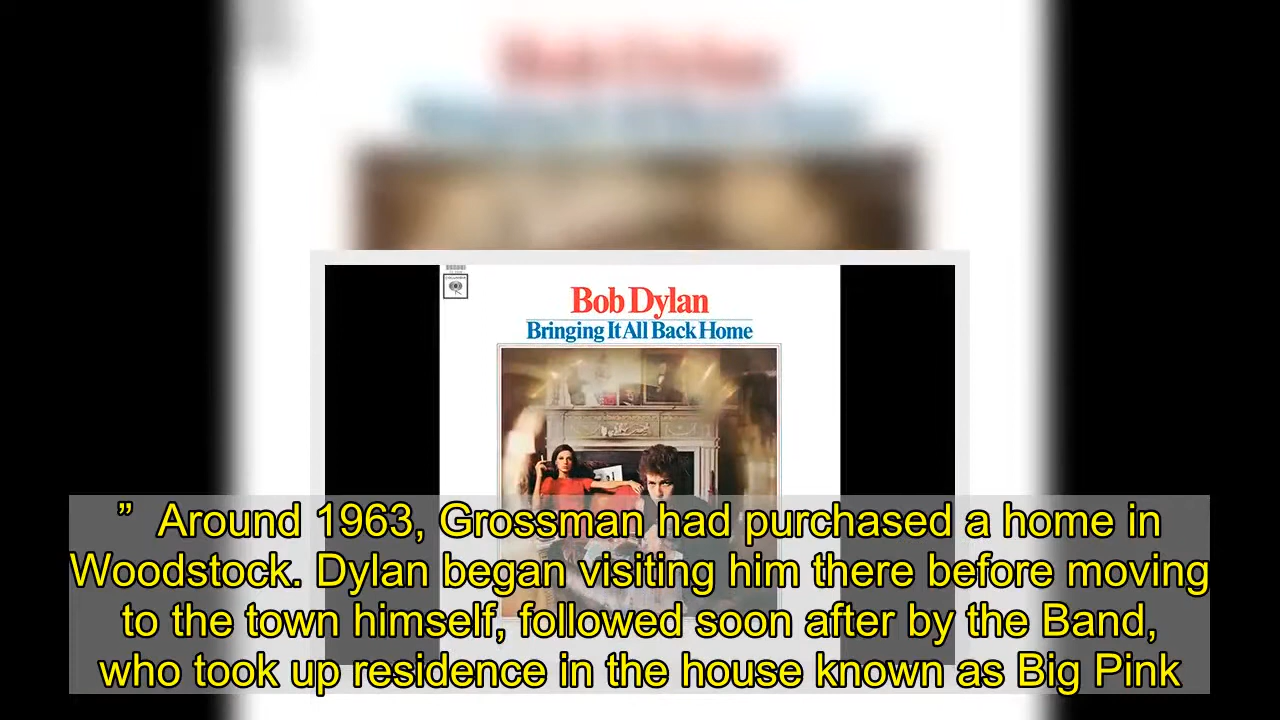 Bob Dylan
Bringing It All Back Home
” Around 1963, Grossman had purchased a home in
Woodstock. Dylan began visiting him there before moving
to the town himself, followed soon after by the Band,
who took up residence in the house known as Big Pink